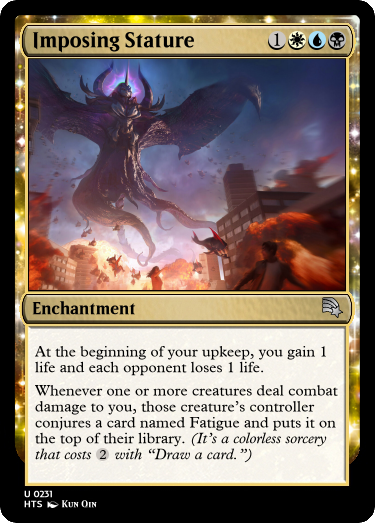 Imposing Stature 1
Enchantment
At the beginning of your upkeep, you gain 1
life and each opponent loses 1 life.
Whenever one or more creatures deal combat
damage to you, those creature's controller
conjures a card named Fatigue and puts it on
the top of their library. (It's a colorless sorcery
that costs 2 with “Draw a card.”)
U 0231
HTS Kun Oin